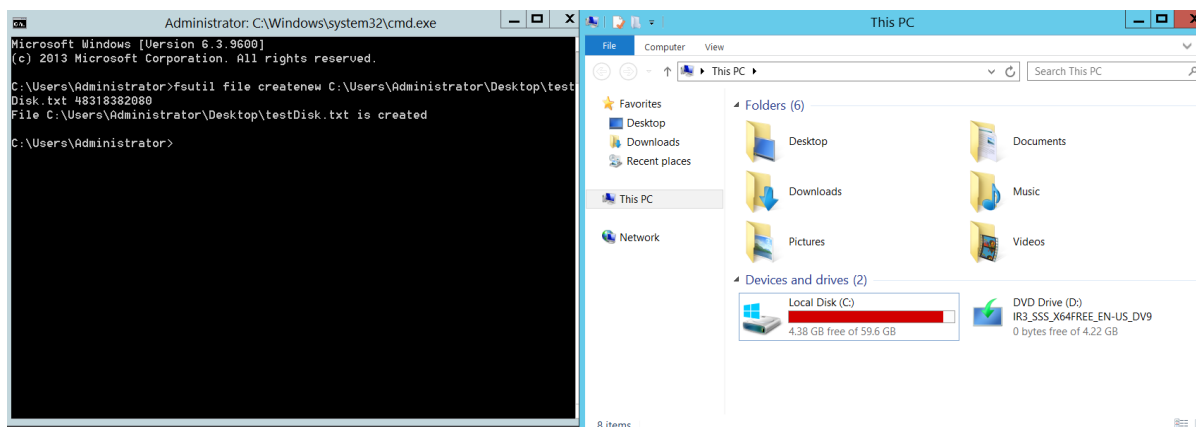 Administrator: C:\Windows\system32\cmd.exe
Microsoft Windows [Version 6.3.9600]
(c) 2013 Microsoft Corporation. All rights reserved.
C:\Users\Administrator>fsutil file createnew C:\Users\Administrator\Desktop\test
Disk.txt 48318382080
File C:\Users\Administrator\Desktop\testDisk.txt is created
C:\Users\Administrator>
This PC
File Computer View
This PC
Search This PC
Favorites
Desktop
Downloads
Recent places
This PC
Network
Folders (6)
Desktop
Documents
Downloads
Music
Pictures
Videos
Devices and drives (2)
Local Disk (C:)
4.38 GB free of 59.6 GB
DVD Drive (D:)
IR3_SSS_X64FREE_EN-US_DV9
0 bytes free of 4.22 GB
8 items